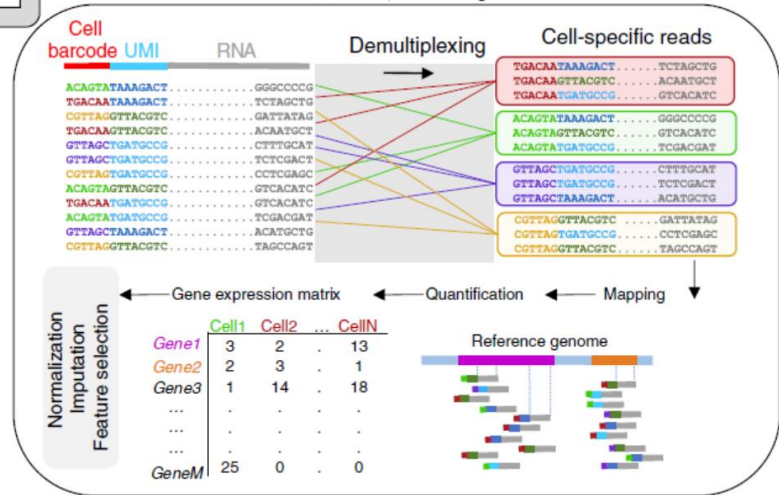 Cell barcode UMI RNA
Demultiplexing
Cell-specific reads
ACAGTATAAAGACT..........GGGCCCCG
TGACAATAAAGACT..........TCTAGCTG
CGTTAGGTTACGTC..........GATTATAG
TGACAAGTTACGTC..........ACAATGCT
GTTAGCTGATGCCG..........CTTTGCAT
GTTAGCTGATGCCG..........TCTCGACT
CGTTAGTGATGCCG..........CCTCGAGC
ACAGTAGTTACGTC..........GTCACATC
TGACAATGATGCCG..........GTCACATC
ACAGTATGATGCCG..........TCGACGAT
GTTAGCTAAAGACT..........ACATGCTG
CGTTAGGTTACGTC..........TAGCCAGT
TGACAATAAAGACT......TCTAGCTG
TGACAAGTTACGTC......ACAATGCT
TGACAATGATGCCG......GTCACATC
ACAGTATAAAGACT......GGGCCCCG
ACAGTAGTTACGTC......GTCACATC
ACAGTATGATGCCG......TCGACGAT
GTTAGCTGATGCCG......CTTTGCAT
GTTAGCTGATGCCG......TCTCGACT
GTTAGCTAAAGACT......ACATGCTG
CGTTAGGTTACGTC......GATTATAG
CGTTAGTGATGCCG......CCTCGAGC
CGTTAGGTTACGTC......TAGCCAGT
Mapping
Quantification
Gene expression matrix
Normalization
Imputation
Feature selection
Cell1 Cell2 ... CellN
Gene1 3 2 . 13
Gene2 2 3 . 1
Gene3 1 14 . 18
... . . . .
... . . . .
... . . . .
GeneM 25 0 . 0
Reference genome